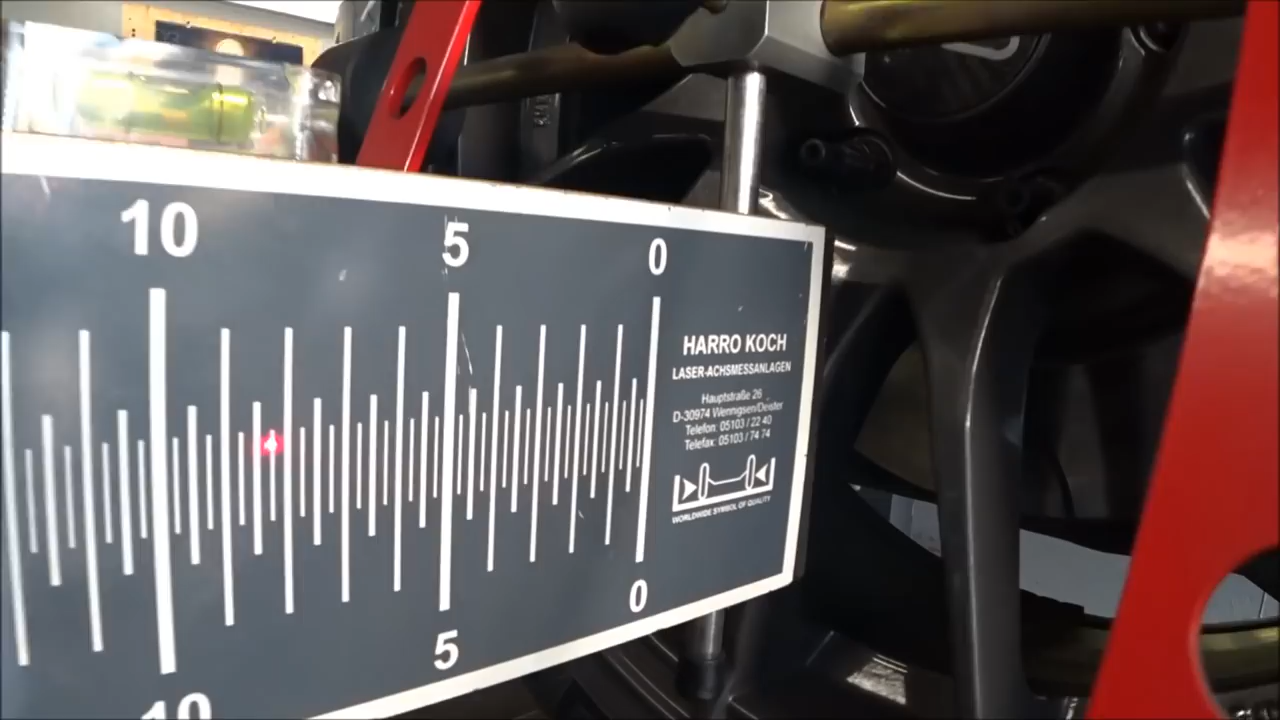 10 5 0
HARRO KOCH
LASER-ACHSMESSANLAGEN
Hauptstraße 26
D-30974 Wennigsen/Deister
Telefon: 05103 / 22 40
Telefax: 05103 / 74 74
WORLDWIDE SYMBOL OF QUALITY
10 5 0